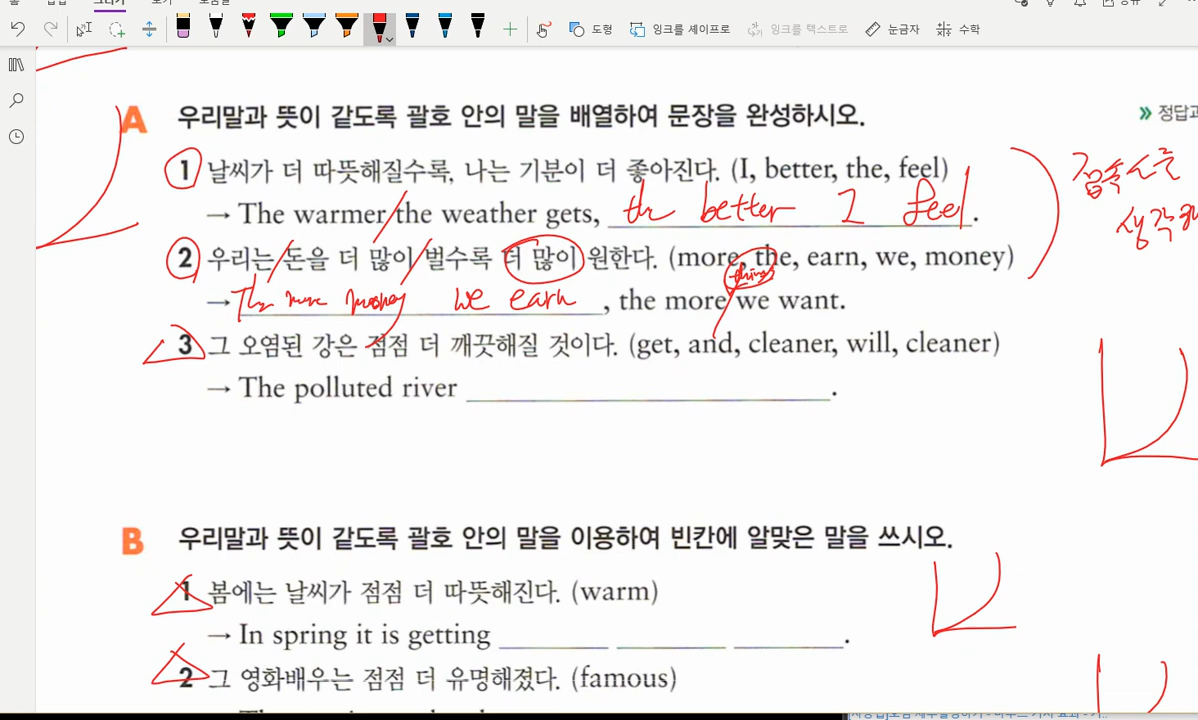 도형
잉크를 셰이프로
잉크를 텍스트로
눈금자
수학
A 우리말과 뜻이 같도록 괄호 안의 말을 배열하여 문장을 완성하시오.
» 정답과
1 날씨가 더 따뜻해질수록, 나는 기분이 더 좋아진다. (I, better, the, feel)
→ The warmer the weather gets, the better I feel.
접속사를
생각
2 우리는 돈을 더 많이 벌수록 더 많이 원한다. (more, the, earn, we, money)
things
→ The more money we earn, the more we want.
3 그 오염된 강은 점점 더 깨끗해질 것이다. (get, and, cleaner, will, cleaner)
→ The polluted river .
B 우리말과 뜻이 같도록 괄호 안의 말을 이용하여 빈칸에 알맞은 말을 쓰시오.
1 봄에는 날씨가 점점 더 따뜻해진다. (warm)
→ In spring it is getting .
2 그 영화배우는 점점 더 유명해졌다. (famous)